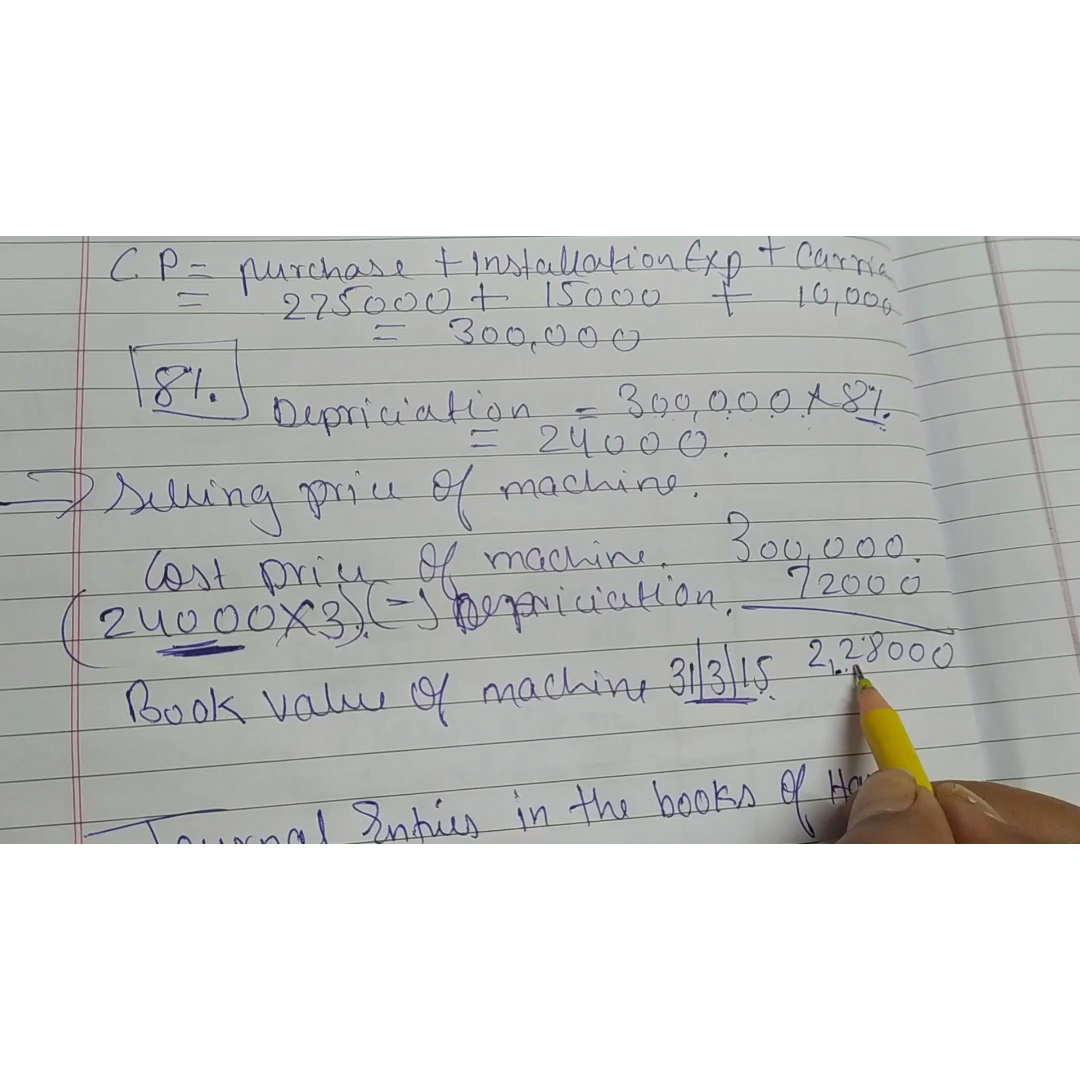 C.P = purchase + Installation Exp + Carria
= 275000 + 15000 + 10,000
= 300,000
8%.
Depriciation = 300,000 X 8%.
= 24000.
→ Selling price of machine.
Cost price of machine. 300,000.
(24000X3). (-) Depriciation. 72000
Book value of machine 31/3/15. 2,28000
Journal Entries in the books of Ha